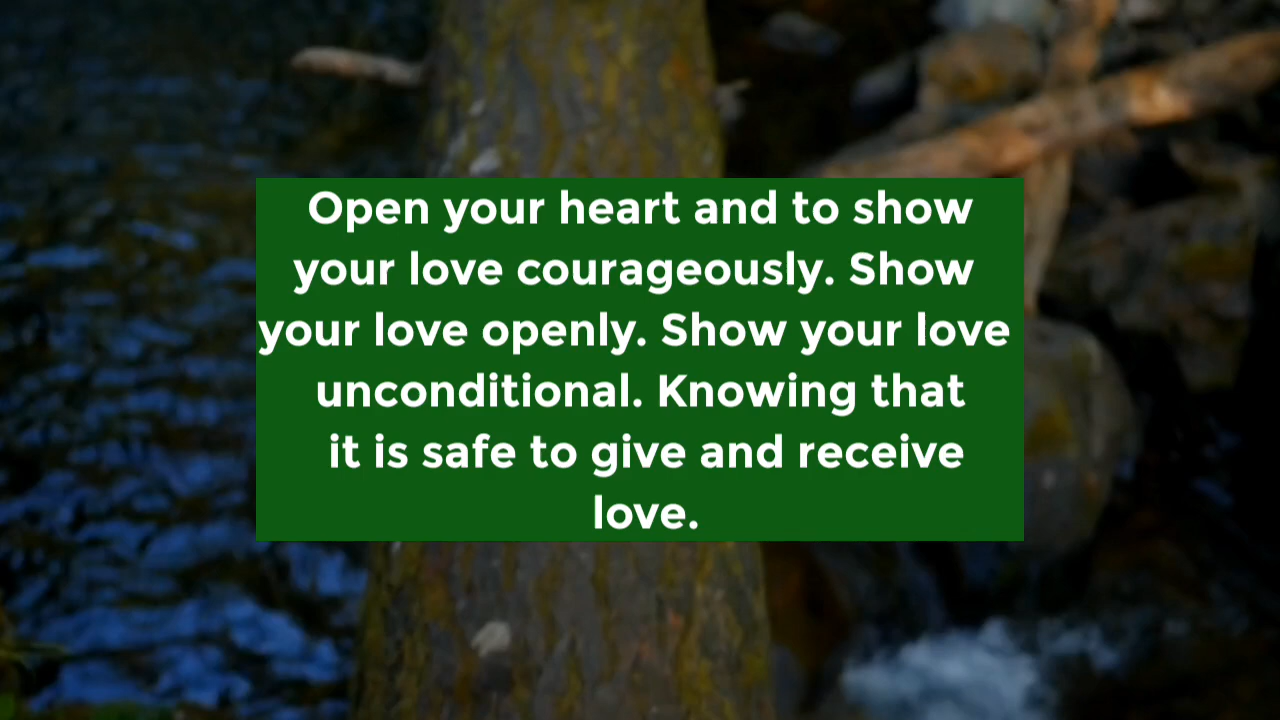 Open your heart and to show
your love courageously. Show
your love openly. Show your love
unconditional. Knowing that
it is safe to give and receive
love.